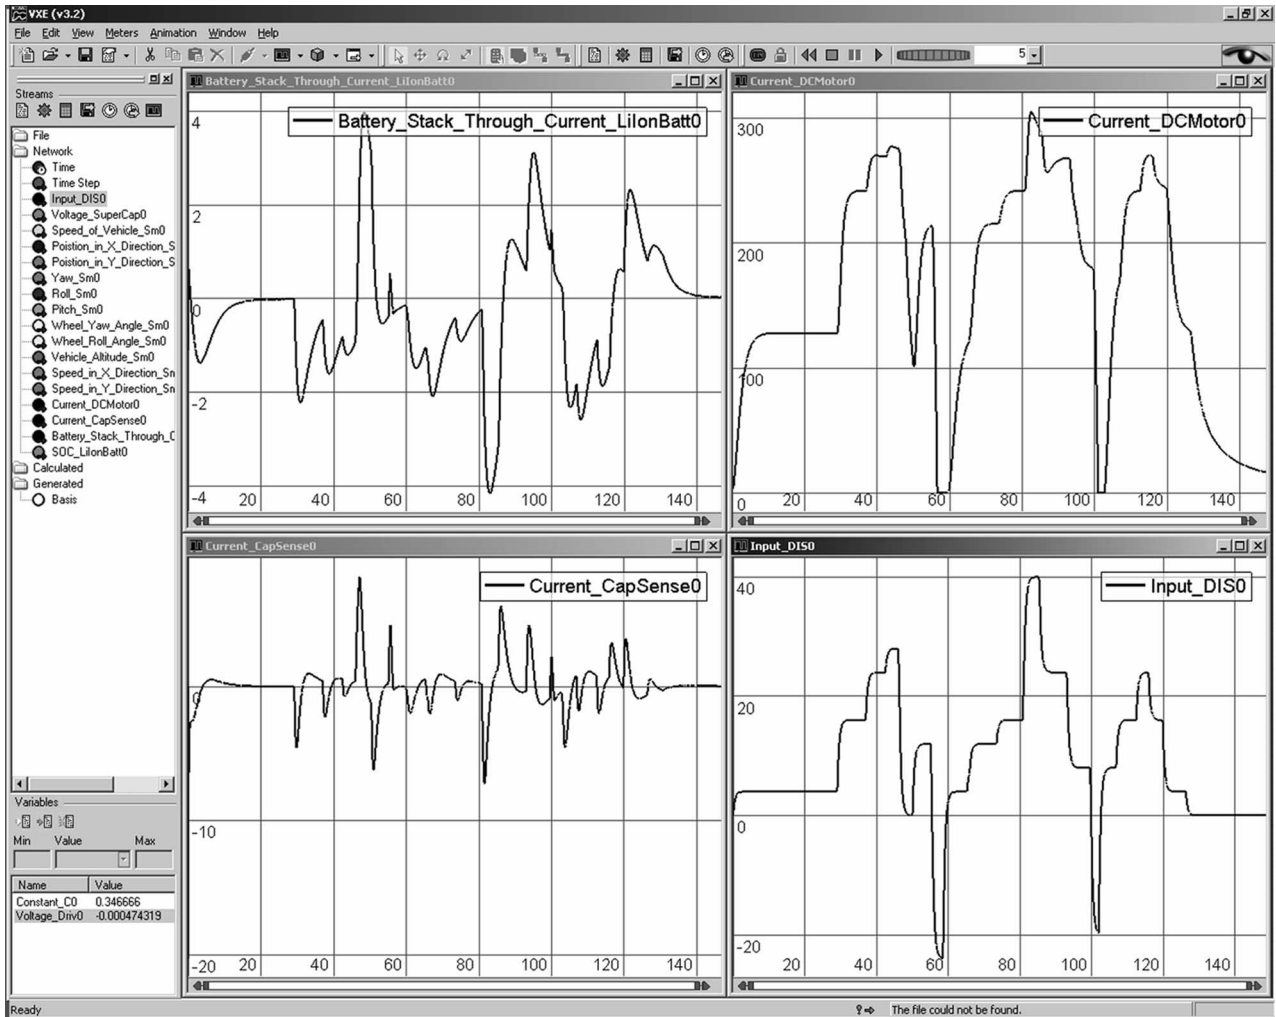 VXE (v3.2)
File Edit View Meters Animation Window Help
5
Streams
File
Network
Time
Time Step
Input_DIS0
Voltage_SuperCap0
Speed_of_Vehicle_Sm0
Poistion_in_X_Direction_S
Poistion_in_Y_Direction_S
Yaw_Sm0
Roll_Sm0
Pitch_Sm0
Wheel_Yaw_Angle_Sm0
Wheel_Roll_Angle_Sm0
Vehicle_Altitude_Sm0
Speed_in_X_Direction_Sn
Speed_in_Y_Direction_Sn
Current_DCMotor0
Current_CapSense0
Battery_Stack_Through_C
SOC_LiIonBatt0
Calculated
Generated
Basis
Variables
Min Value Max
Name Value
Constant_C0 0.346666
Voltage_Driv0 -0.000474319
Battery_Stack_Through_Current_LiIonBatt0
Battery_Stack_Through_Current_LiIonBatt0
4
2
0
-2
-4 20 40 60 80 100 120 140
Current_DCMotor0
Current_DCMotor0
300
200
100
0 20 40 60 80 100 120 140
Current_CapSense0
Current_CapSense0
0
-10
-20 20 40 60 80 100 120 140
Input_DIS0
Input_DIS0
40
20
0
-20
20 40 60 80 100 120 140
Ready
The file could not be found.